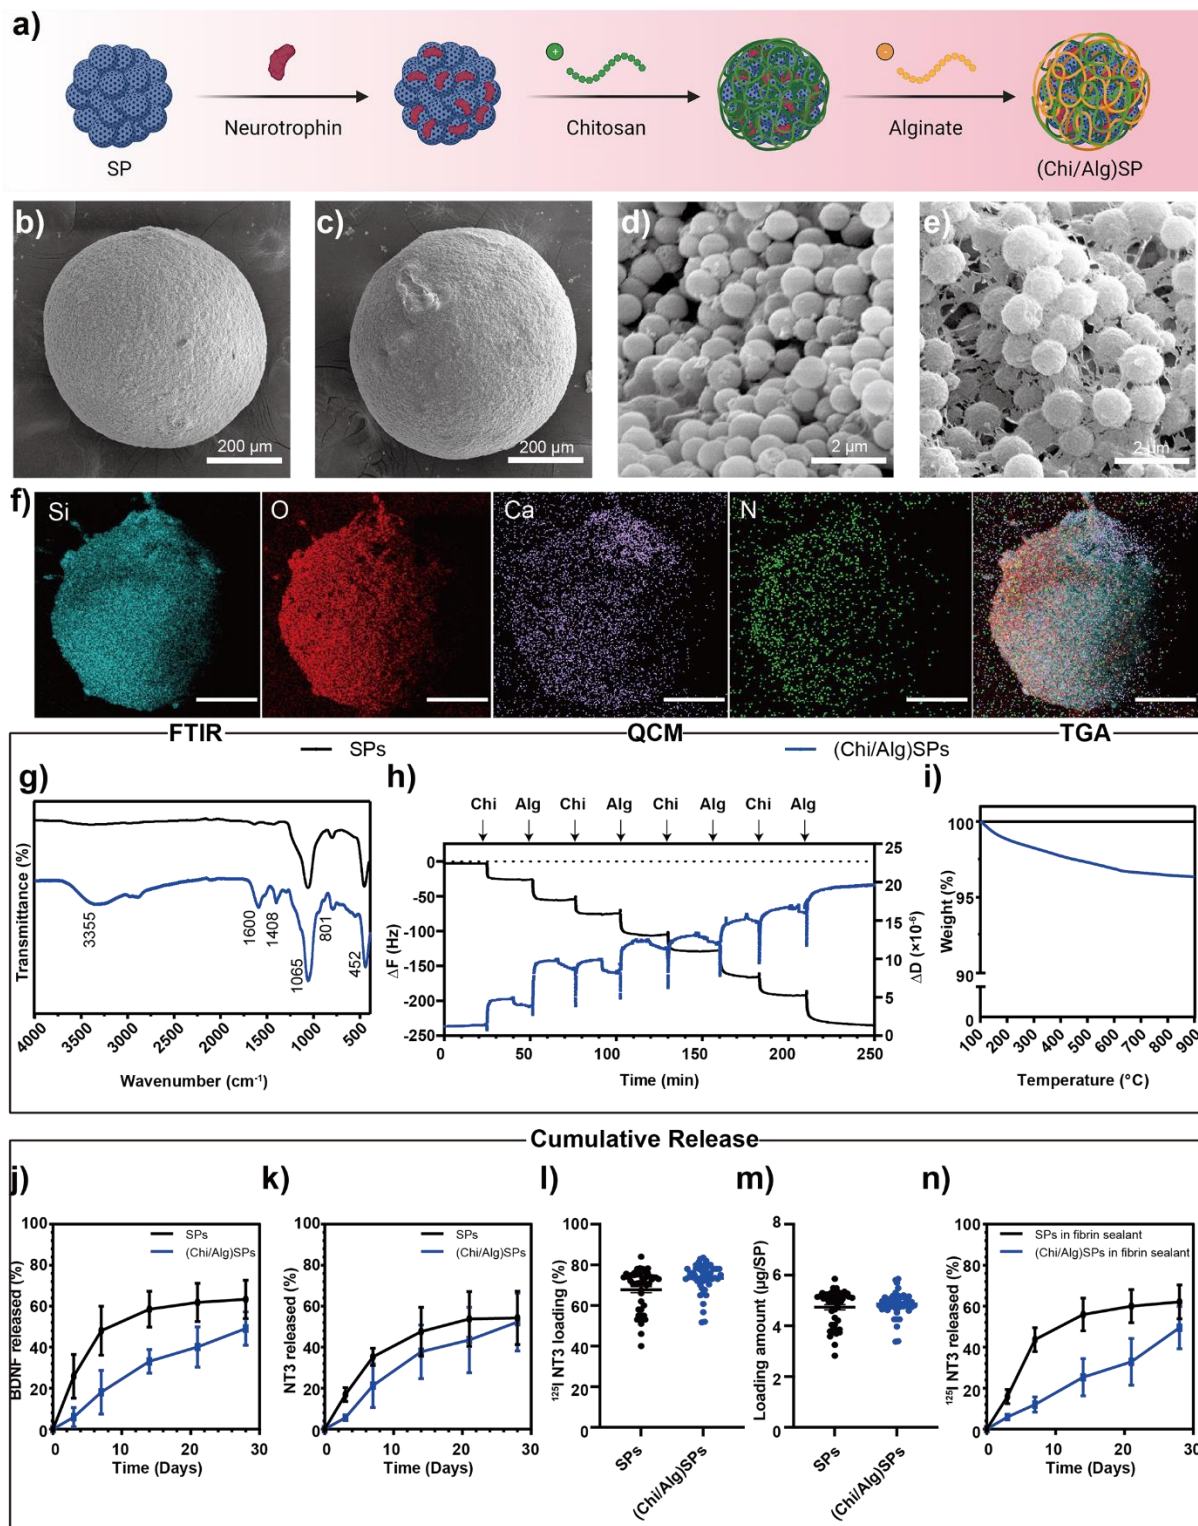 a)
+
-
Neurotrophin
Chitosan
Alginate
SP
(Chi/Alg)SP
b)
c)
d)
e)
200 µm
200 µm
2 µm
2 µm
f)
Si
O
Ca
N
FTIR
QCM
TGA
SPs
(Chi/Alg)SPs
g)
Transmittance (%)
3355
1600
1408
1065
801
452
4000
3500
3000
2500
2000
1500
1000
500
Wavenumber (cm⁻¹)
h)
Chi Alg Chi Alg Chi Alg Chi Alg
ΔF (Hz)
0
-50
-100
-150
-200
-250
25
20
15
10
5
0
ΔD (×10⁻⁶)
0 50 100 150 200 250
Time (min)
i)
Weight (%)
100
95
90
0
100
200
300
400
500
600
700
800
900
Temperature (°C)
Cumulative Release
j)
BDNF released (%)
100
80
60
40
20
0
SPs
(Chi/Alg)SPs
0 10 20 30
Time (Days)
k)
NT3 released (%)
100
80
60
40
20
0
SPs
(Chi/Alg)SPs
0 10 20 30
Time (Days)
l)
¹²⁵I NT3 loading (%)
100
80
60
40
20
0
SPs
(Chi/Alg)SPs
m)
Loading amount (µg/SP)
8
6
4
2
0
SPs
(Chi/Alg)SPs
n)
¹²⁵I NT3 released (%)
100
80
60
40
20
0
SPs in fibrin sealant
(Chi/Alg)SPs in fibrin sealant
0 10 20 30
Time (Days)